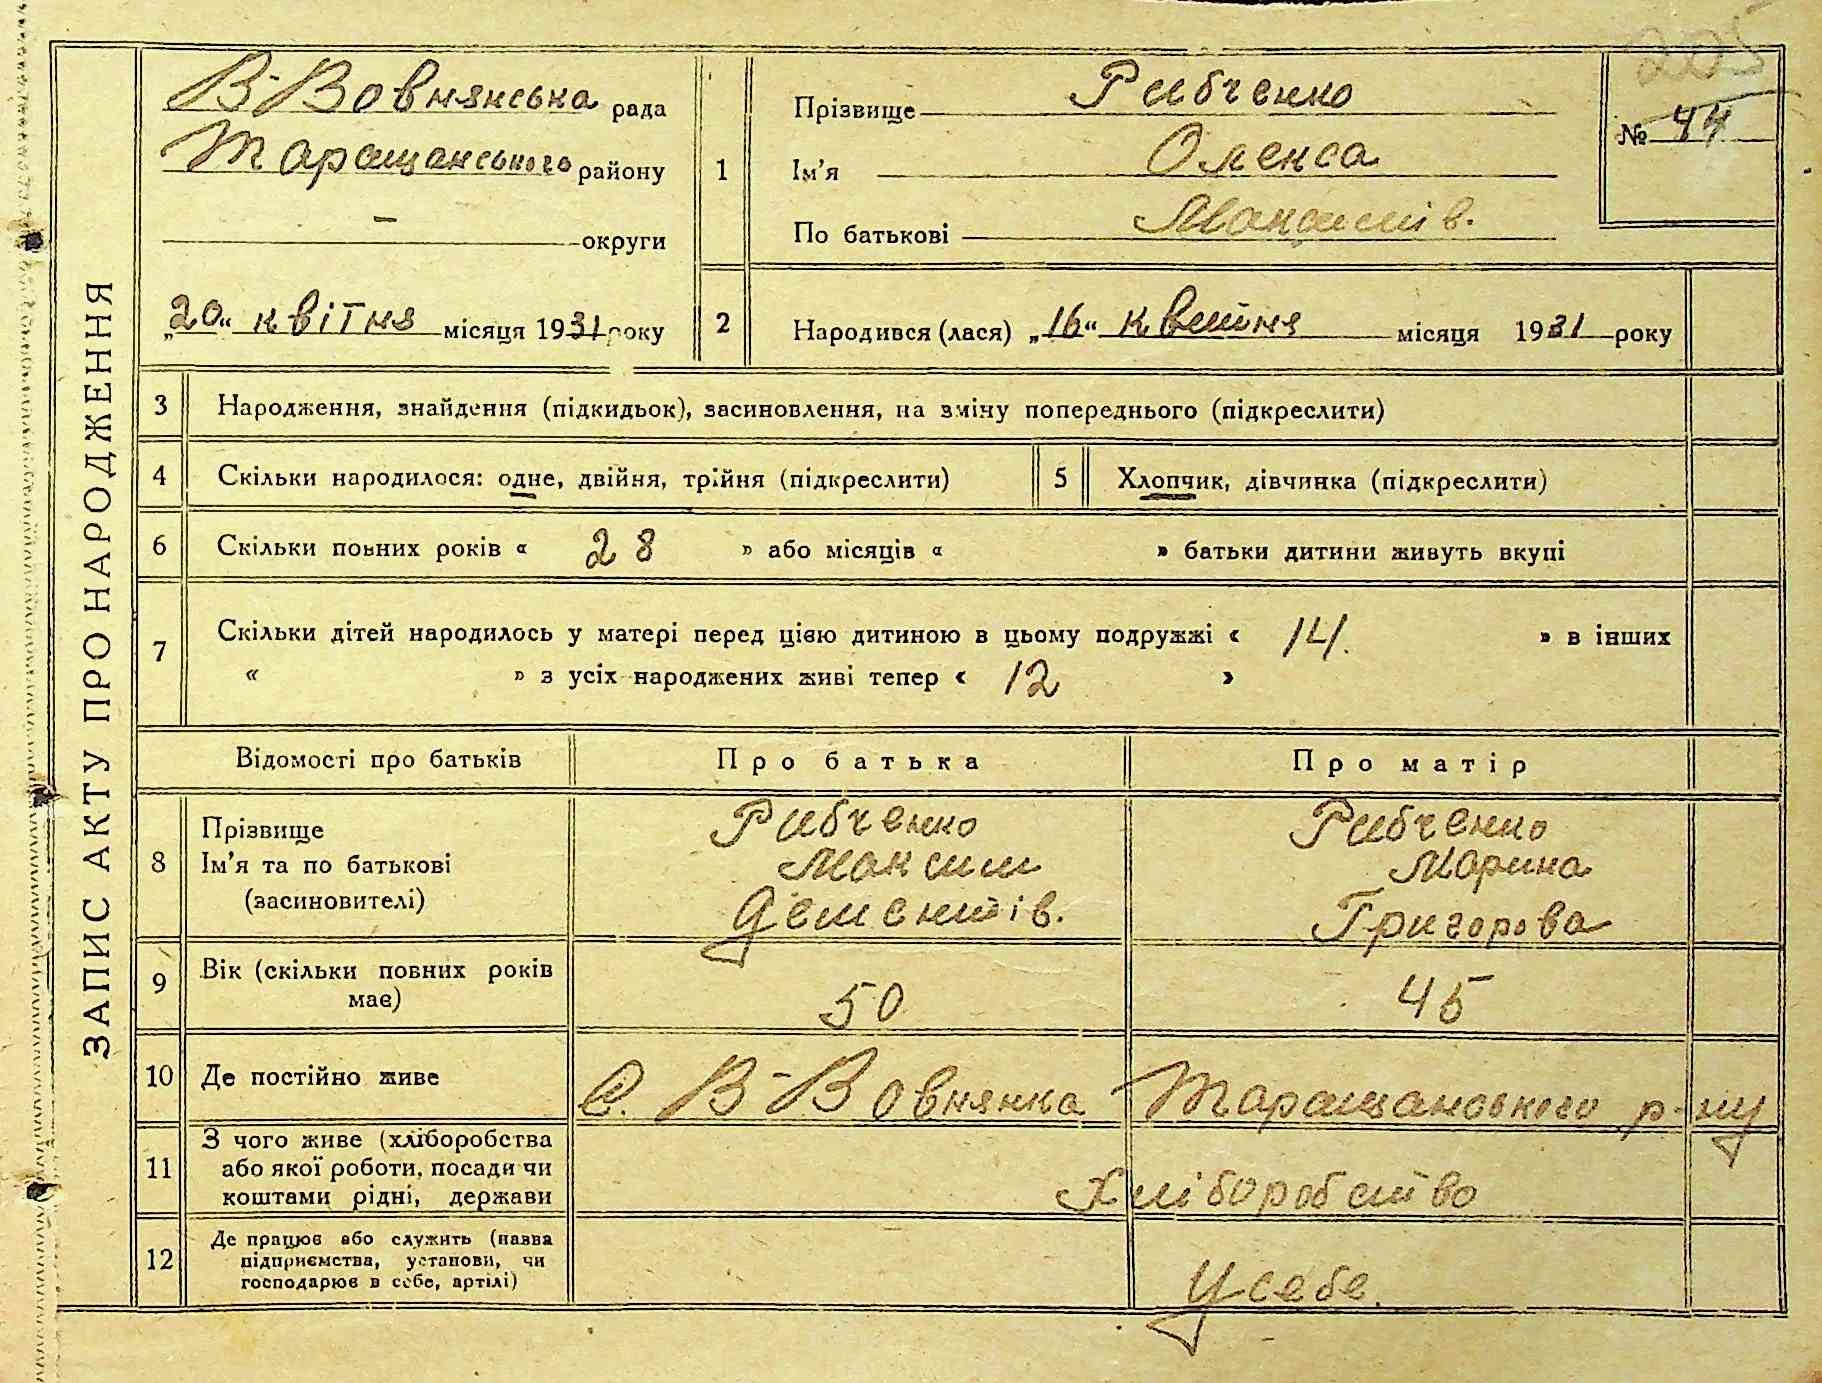 205
ЗАПИС АКТУ ПРО НАРОДЖЕННЯ
В-Вовнянська рада
Таращанського району
— округи
„20“ квітня місяця 1931 року
1
Прізвище Рибченко
Ім’я Олекса
По батькові Максимів.
№ 44
2
Народився (лася) „16“ квітня місяця 1931 року
3 Народження, знайдення (підкидьок), засиновлення, на зміну попереднього (підкреслити)
4 Скільки народилося: одне, двійня, трійня (підкреслити)
5 Хлопчик, дівчинка (підкреслити)
6 Скільки повних років « 28 » або місяців « » батьки дитини живуть вкупі
7 Скільки дітей народилось у матері перед цією дитиною в цьому подружжі « 14. » в інших
« » з усіх народжених живі тепер « 12 »
Відомості про батьків Про батька Про матір
8 Прізвище
Ім’я та по батькові
(засиновителі)
Рибченко
Максим
Дементів.
Рибченко
Марина
Григорова
9 Вік (скільки повних років
має)
50 45
10 Де постійно живе с. В-Вовнянка Таращанського р-ну
11 З чого живе (хліборобства
або якої роботи, посади чи
коштами рідні, держави
Хліборобство
12 Де працює або служить (назва
підприємства, установи, чи
господарює в себе, артілі)
У себе.